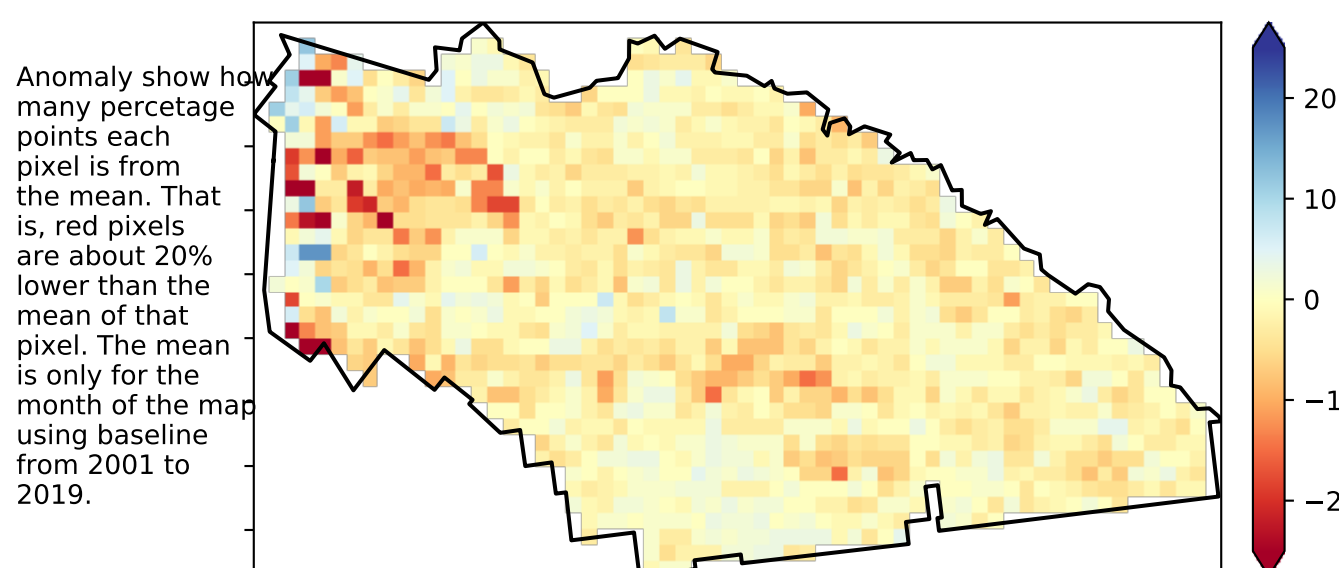 Anomaly show how
many percetage
points each
pixel is from
the mean. That
is, red pixels
are about 20%
lower than the
mean of that
pixel. The mean
is only for the
month of the map
using baseline
from 2001 to
2019.
20
10
0
−1
−2